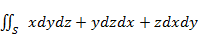 ∬ₛ xdydz + ydzdx + zdxdy